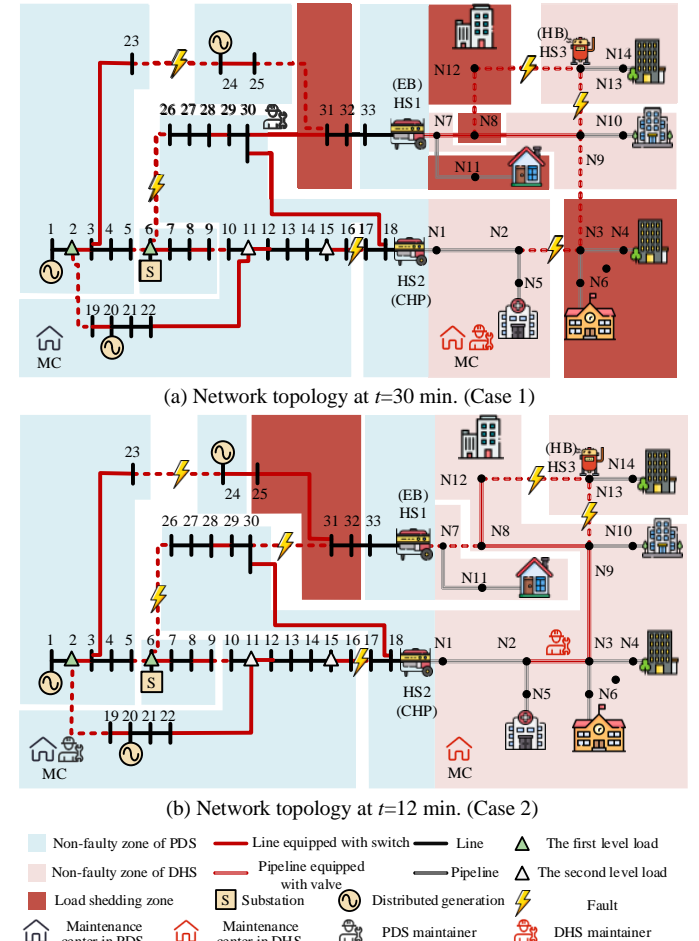 23
24 25
(HB)
HS3
N14
N12
N13
(EB)
HS1
26 27 28 29 30
31 32 33
N7
N8
N10
N9
N11
1 2 3 4 5 6 7 8 9 10 11 12 13 14 15 16 17 18
N1
N2
N3 N4
S
HS2
(CHP)
N5
N6
19 20 21 22
MC
MC
(a) Network topology at t=30 min. (Case 1)
23
24 25
(HB)
HS3
N14
N12
N13
(EB)
HS1
26 27 28 29 30
31 32 33
N7
N8
N10
N9
N11
1 2 3 4 5 6 7 8 9 10 11 12 13 14 15 16 17 18
N1
N2
N3 N4
S
HS2
(CHP)
N5
N6
19 20 21 22
MC
MC
(b) Network topology at t=12 min. (Case 2)
Non-faulty zone of PDS
Line equipped with switch
Line
The first level load
Non-faulty zone of DHS
Pipeline equipped
with valve
Pipeline
The second level load
Load shedding zone
S
Substation
Distributed generation
Fault
Maintenance
center in PDS
Maintenance
center in DHS
PDS maintainer
DHS maintainer